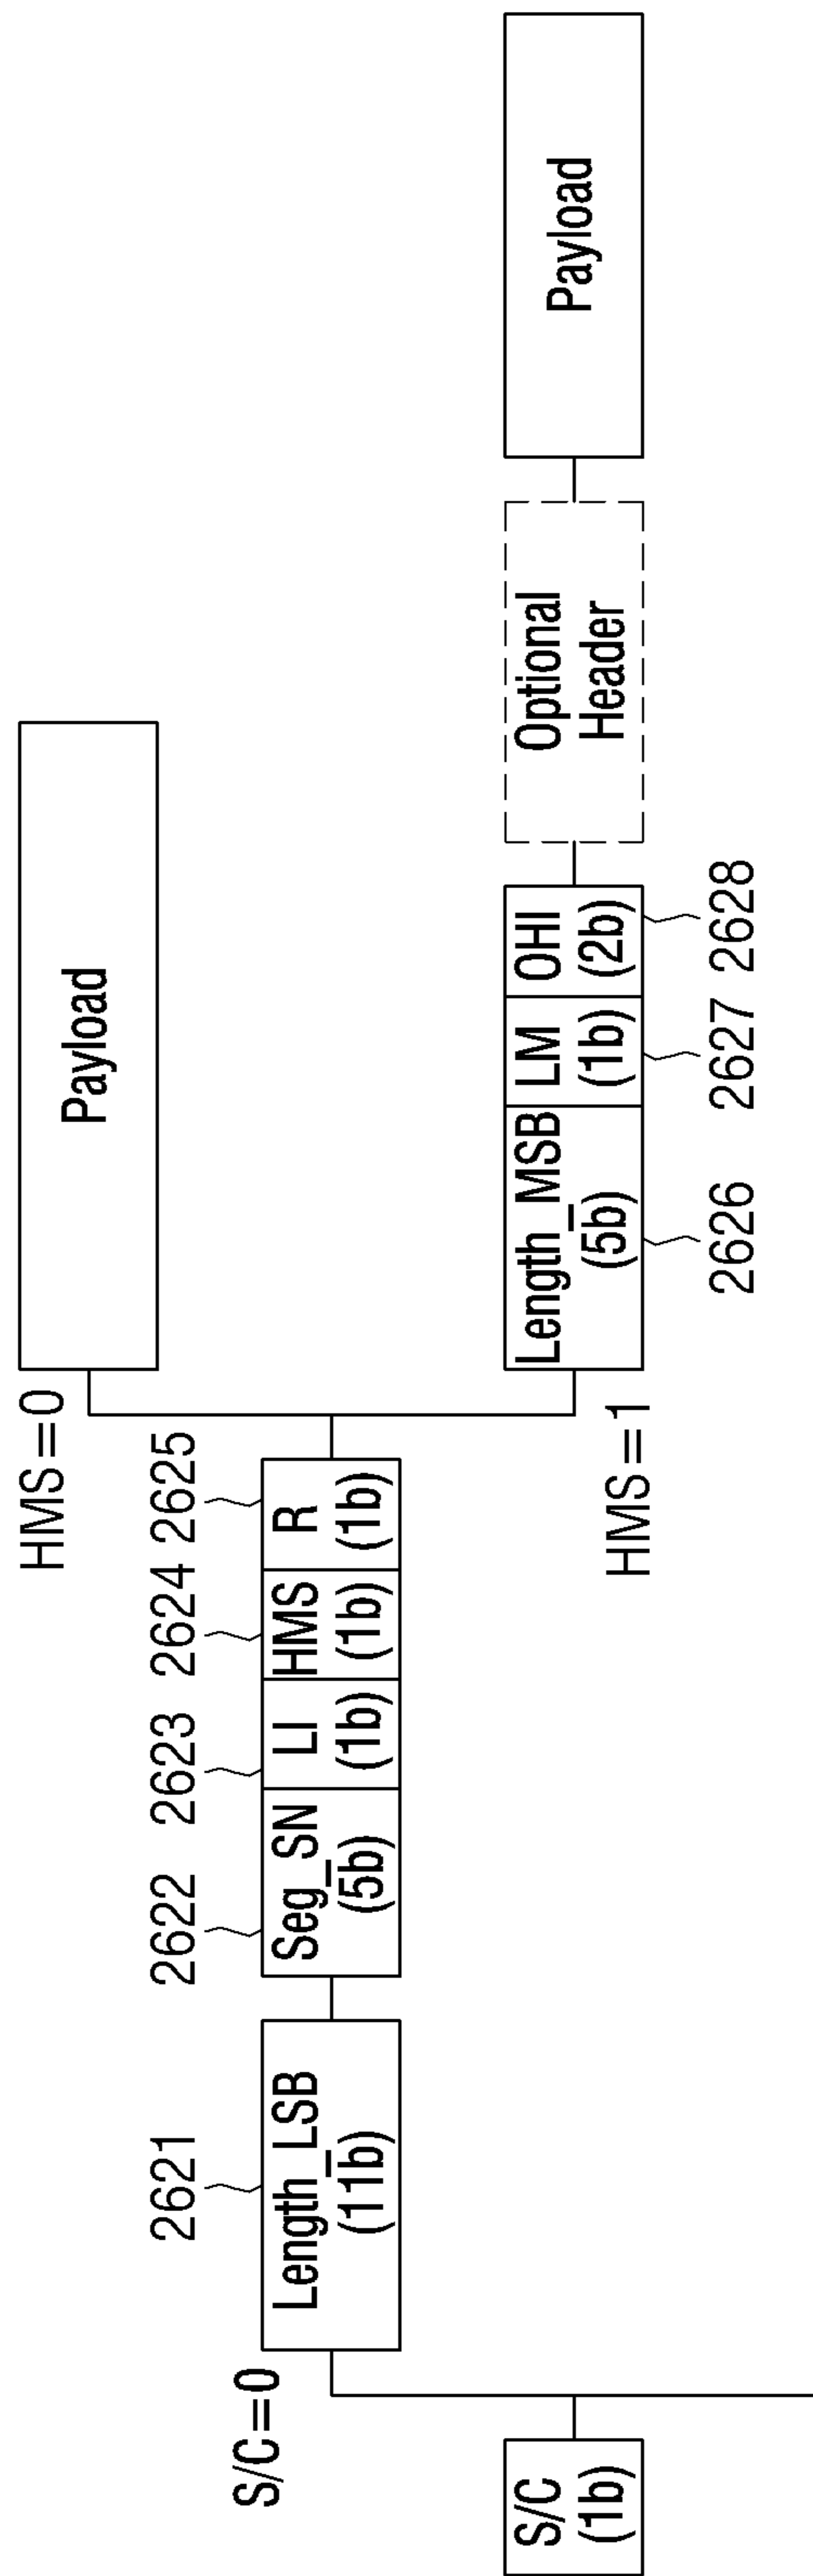 S/C
(1b)
S/C=0
2621
Length_LSB
(11b)
2622
2623
2624
2625
Seg_SN
(5b)
LI
(1b)
HMS
(1b)
R
(1b)
HMS=0
Payload
HMS=1
Length_MSB
(5b)
LM
(1b)
OHI
(2b)
2626
2627
2628
Optional
Header
Payload